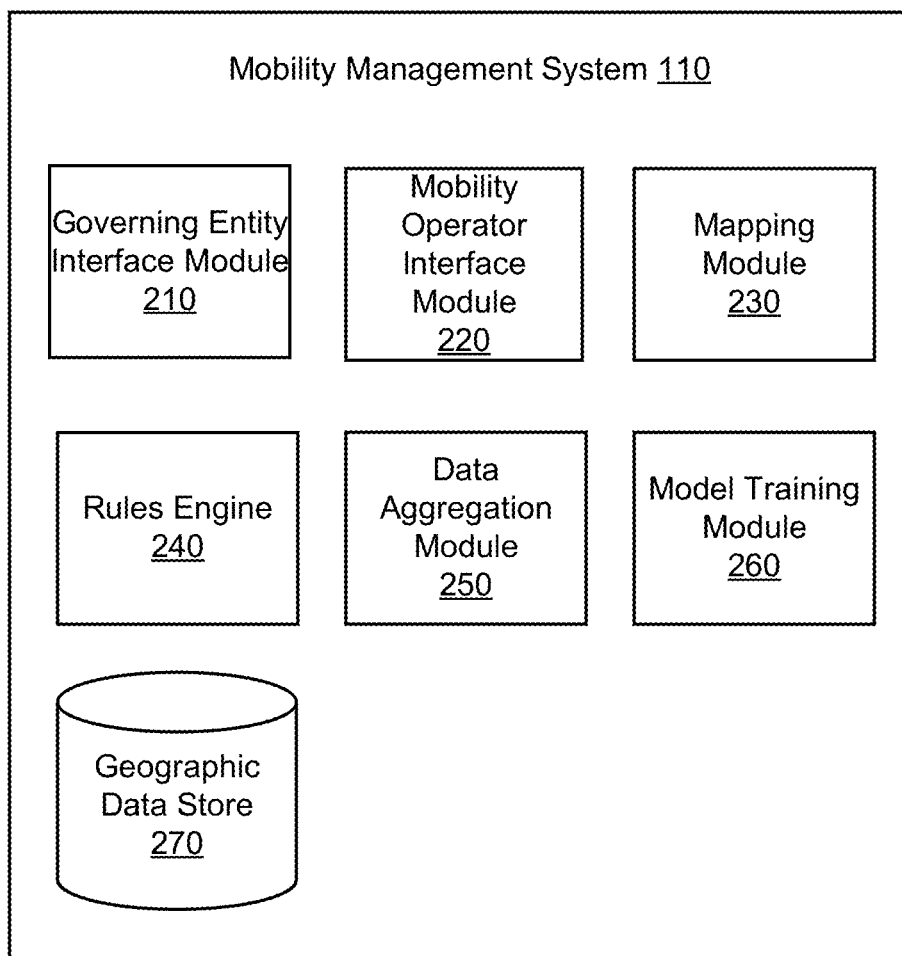 Mobility Management System 110
Governing Entity
Interface Module
210
Mobility
Operator
Interface
Module
220
Mapping
Module
230
Rules Engine
240
Data
Aggregation
Module
250
Model Training
Module
260
Geographic
Data Store
270